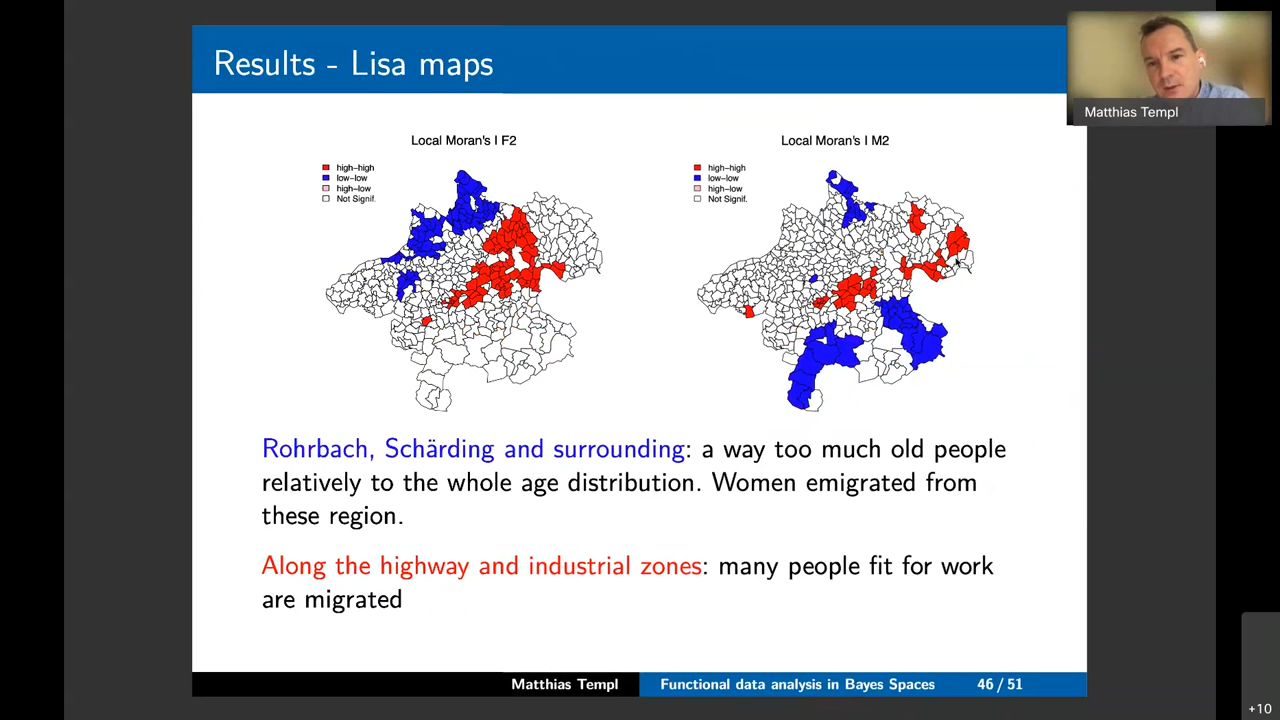 Results - Lisa maps
Matthias Templ
Local Moran's I F2
high-high
low-low
high-low
Not Signif.
Local Moran's I M2
high-high
low-low
high-low
Not Signif.
Rohrbach, Schärding and surrounding: a way too much old people
relatively to the whole age distribution. Women emigrated from
these region.
Along the highway and industrial zones: many people fit for work
are migrated
Matthias Templ
Functional data analysis in Bayes Spaces
46 / 51
+10